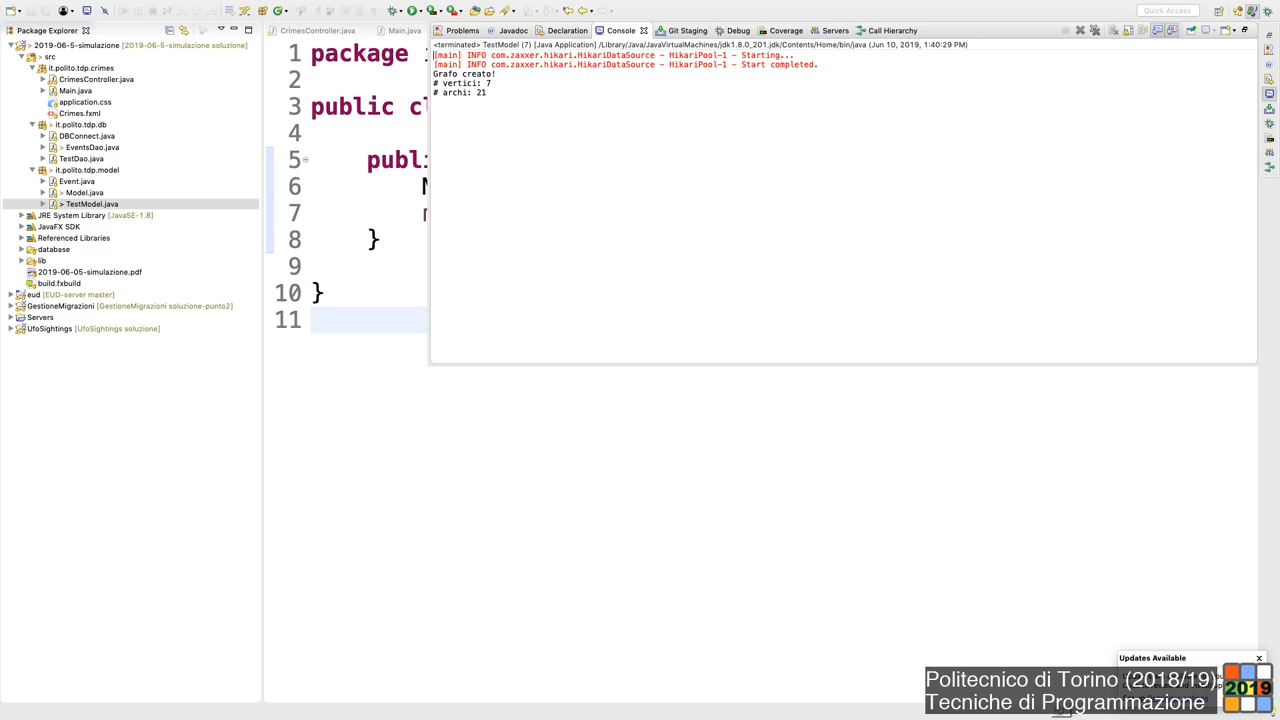 Quick Access
Package Explorer
> 2019-06-5-simulazione [2019-06-5-simulazione soluzione]
> src
it.polito.tdp.crimes
CrimesController.java
Main.java
application.css
Crimes.fxml
> it.polito.tdp.db
DBConnect.java
> EventsDao.java
TestDao.java
> it.polito.tdp.model
Event.java
> Model.java
> TestModel.java
JRE System Library [JavaSE-1.8]
JavaFX SDK
Referenced Libraries
database
lib
2019-06-05-simulazione.pdf
build.fxbuild
eud [EUD-server master]
GestioneMigrazioni [GestioneMigrazioni soluzione-punto2]
Servers
UfoSightings [UfoSightings soluzione]
CrimesController.java
Main.java
1 package
2
3 public cl
4
5 publi
6
7
8 }
9
10 }
11
Problems
Javadoc
Declaration
Console
Git Staging
Debug
Coverage
Servers
Call Hierarchy
<terminated> TestModel (7) [Java Application] /Library/Java/JavaVirtualMachines/jdk1.8.0_201.jdk/Contents/Home/bin/java (Jun 10, 2019, 1:40:29 PM)
[main] INFO com.zaxxer.hikari.HikariDataSource - HikariPool-1 - Starting...
[main] INFO com.zaxxer.hikari.HikariDataSource - HikariPool-1 - Start completed.
Grafo creato!
# vertici: 7
# archi: 21
Updates Available
Politecnico di Torino (2018/19)
Tecniche di Programmazione
2019